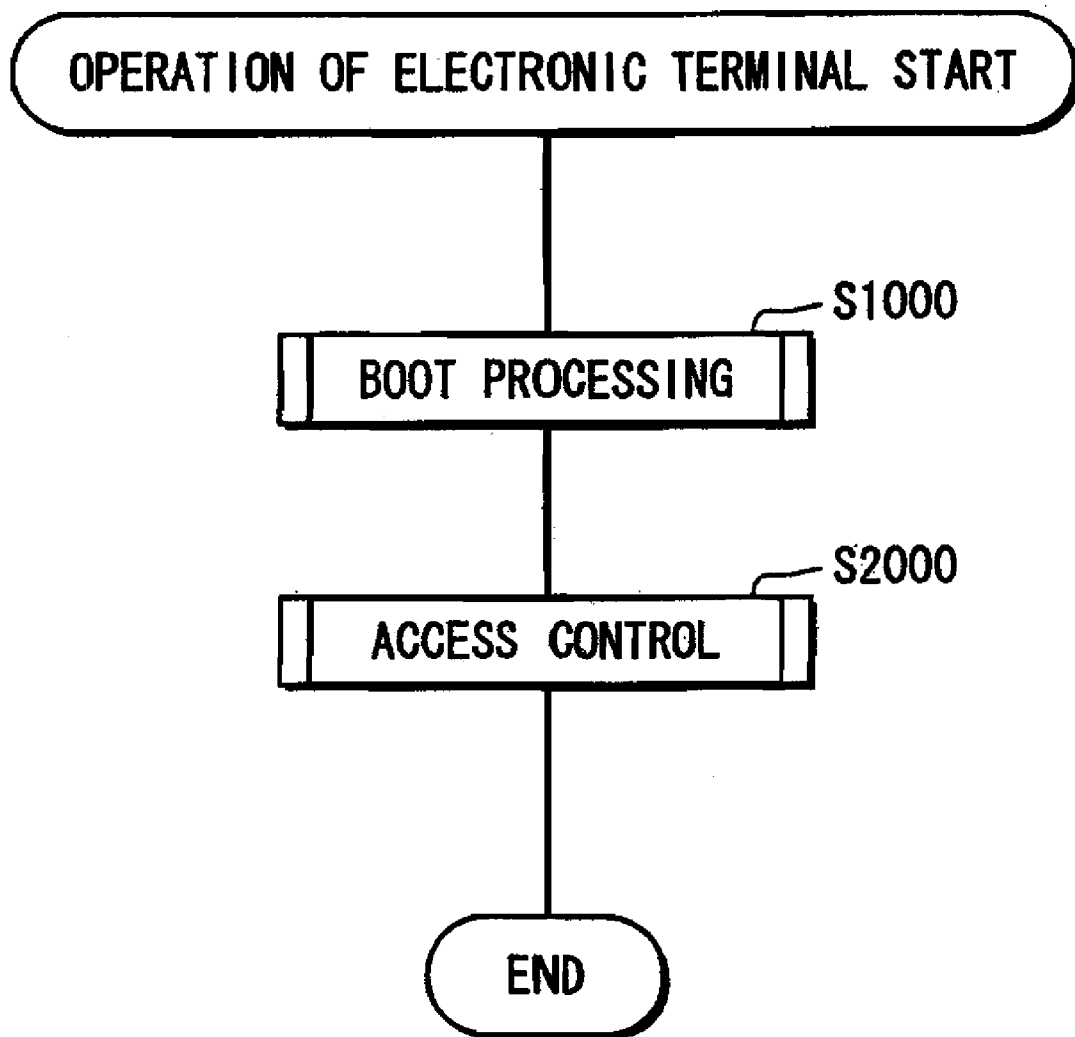 OPERATION OF ELECTRONIC TERMINAL START
S1000
BOOT PROCESSING
S2000
ACCESS CONTROL
END